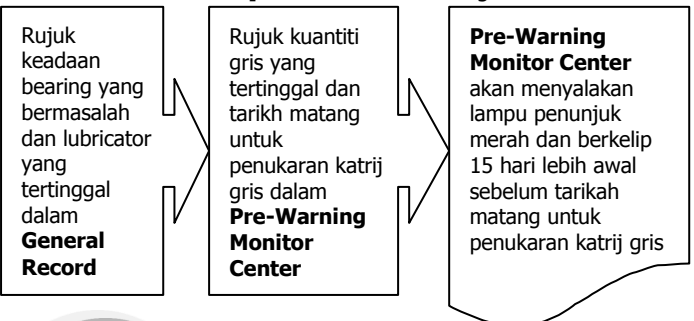 Rujuk
keadaan
bearing yang
bermasalah
dan lubricator
yang
tertinggal
dalam
General
Record
Rujuk kuantiti
gris yang
tertinggal dan
tarikh matang
untuk
penukaran katrij
gris dalam
Pre-Warning
Monitor
Center
Pre-Warning
Monitor Center
akan menyalakan
lampu penunjuk
merah dan berkelip
15 hari lebih awal
sebelum tarikah
matang untuk
penukaran katrij gris